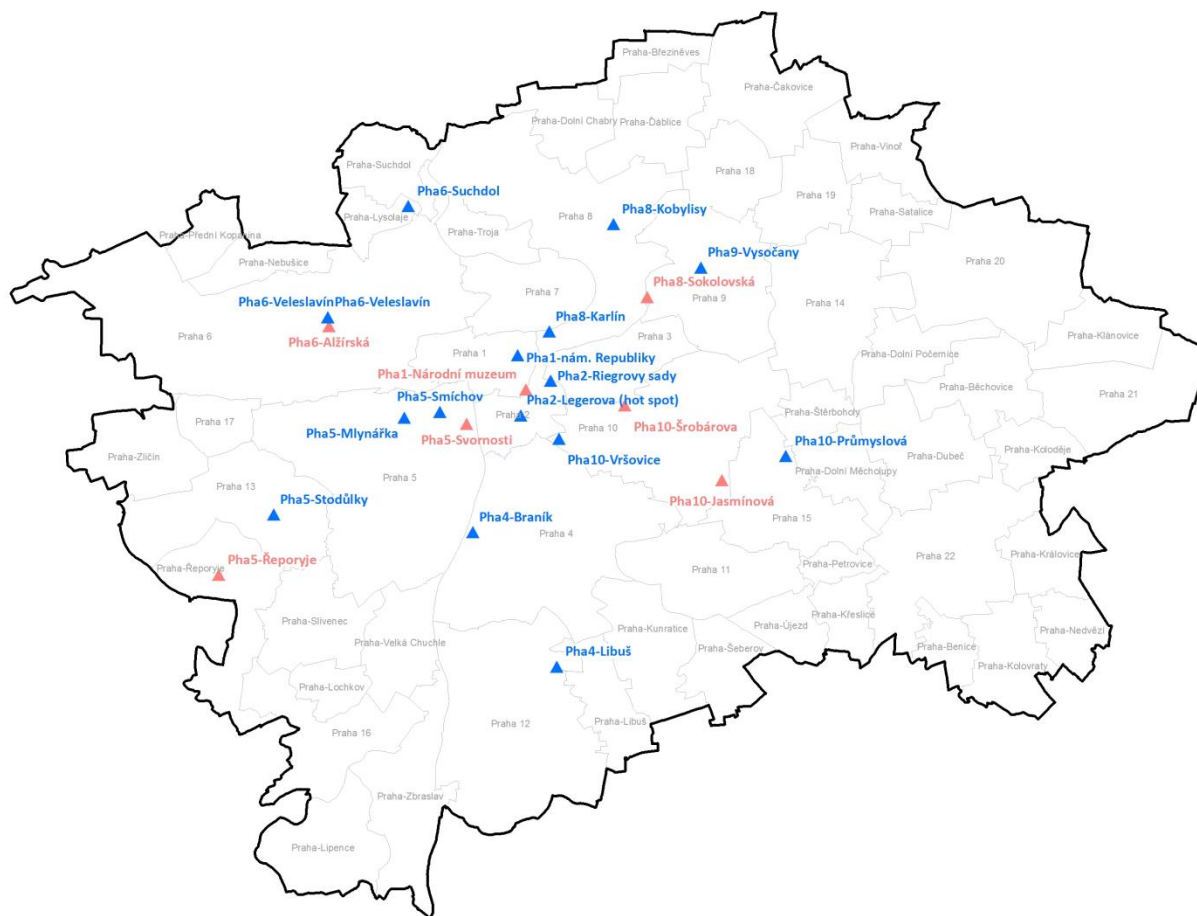 Praha-Březiněves
Praha-Čakovice
Praha-Dolní Chabry
Praha-Ďáblice
Praha-Vinoř
Praha-Suchdol
Praha 18
Pha6-Suchdol
Praha 19
Praha-Lysolaje
Praha 8
Pha8-Kobylisy
Praha-Satalice
Praha-Troja
Praha-Přední Kopanina
Pha9-Vysočany
Praha 20
Praha-Nebušice
Pha8-Sokolovská
Praha 7
Praha 9
Praha 14
Pha6-VeleslavínPha6-Veleslavín
Praha 6
Pha8-Karlín
Praha 3
Praha-Klánovice
Pha6-Alžírská
Praha 1
Pha1-nám. Republiky
Praha-Dolní Počernice
Pha1-Národní muzeum
Pha2-Riegrovy sady
Praha-Běchovice
Praha 21
Pha5-Smíchov
Pha2-Legerova (hot spot)
Praha 2
Praha-Štěrboholy
Praha 17
Pha5-Mlynářka
Pha5-Svornosti
Praha 10
Pha10-Šrobárova
Pha10-Průmyslová
Praha-Dubeč
Praha-Koloděje
Praha-Zličín
Pha10-Vršovice
Praha-Dolní Měcholupy
Praha 5
Praha 13
Pha5-Stodůlky
Pha10-Jasmínová
Praha 15
Pha4-Braník
Praha 4
Praha 22
Praha-Královice
Pha5-Řeporyje
Praha-Řeporyje
Praha 11
Praha-Petrovice
Praha-Slivenec
Praha-Kunratice
Praha-Újezd
Praha-Křeslice
Praha-Nedvězí
Praha-Velká Chuchle
Praha-Šeberov
Praha-Benice
Praha-Kolovraty
Pha4-Libuš
Praha-Lochkov
Praha-Libuš
Praha 12
Praha 16
Praha-Zbraslav
Praha-Lipence